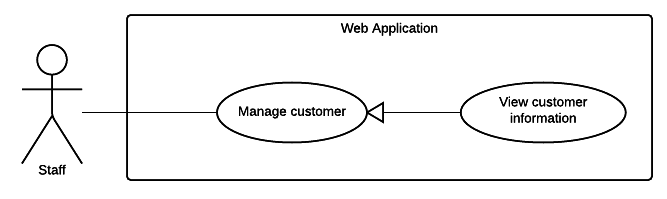 Web Application
Manage customer
View customer
information
Staff